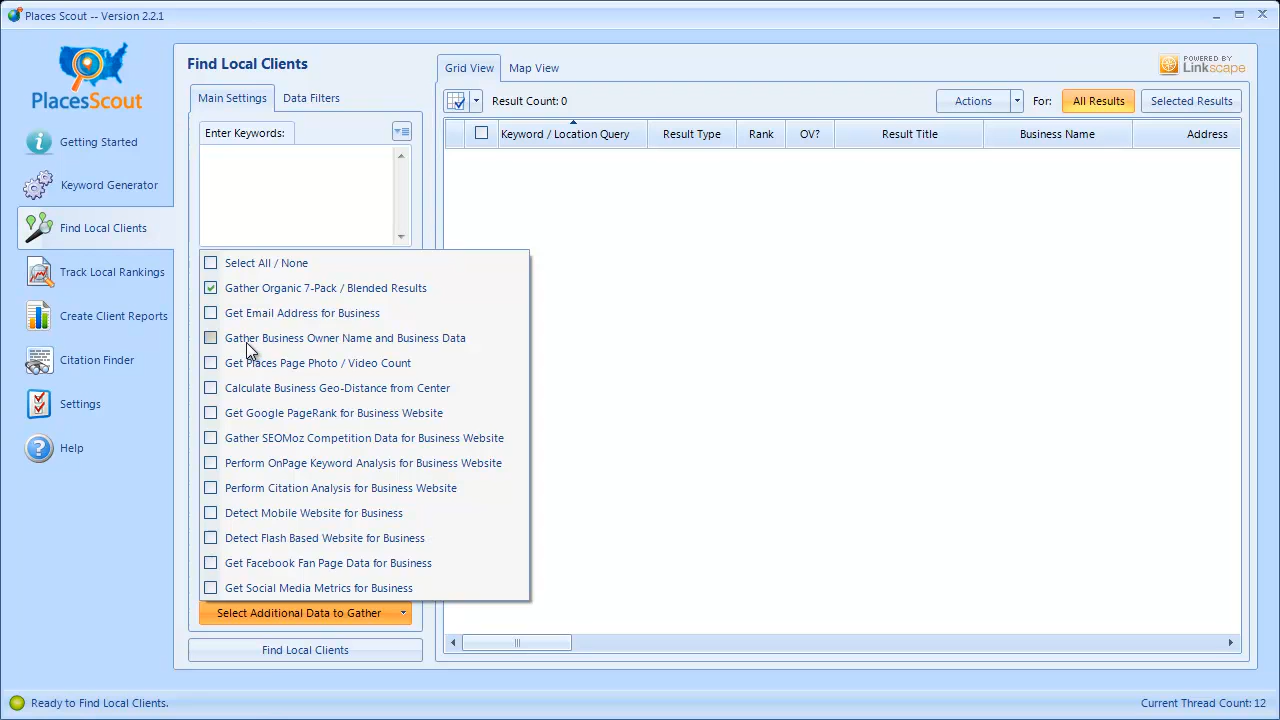 Places Scout -- Version 2.2.1
PlacesScout
Getting Started
Keyword Generator
Find Local Clients
Track Local Rankings
Create Client Reports
Citation Finder
Settings
Help
Find Local Clients
Main Settings
Data Filters
Enter Keywords:
Select All / None
Gather Organic 7-Pack / Blended Results
Get Email Address for Business
Gather Business Owner Name and Business Data
Get Places Page Photo / Video Count
Calculate Business Geo-Distance from Center
Get Google PageRank for Business Website
Gather SEOMoz Competition Data for Business Website
Perform OnPage Keyword Analysis for Business Website
Perform Citation Analysis for Business Website
Detect Mobile Website for Business
Detect Flash Based Website for Business
Get Facebook Fan Page Data for Business
Get Social Media Metrics for Business
Select Additional Data to Gather
Find Local Clients
Grid View
Map View
POWERED BY
Linkscape
Result Count: 0
Actions
For:
All Results
Selected Results
Keyword / Location Query
Result Type
Rank
OV?
Result Title
Business Name
Address
Ready to Find Local Clients.
Current Thread Count: 12